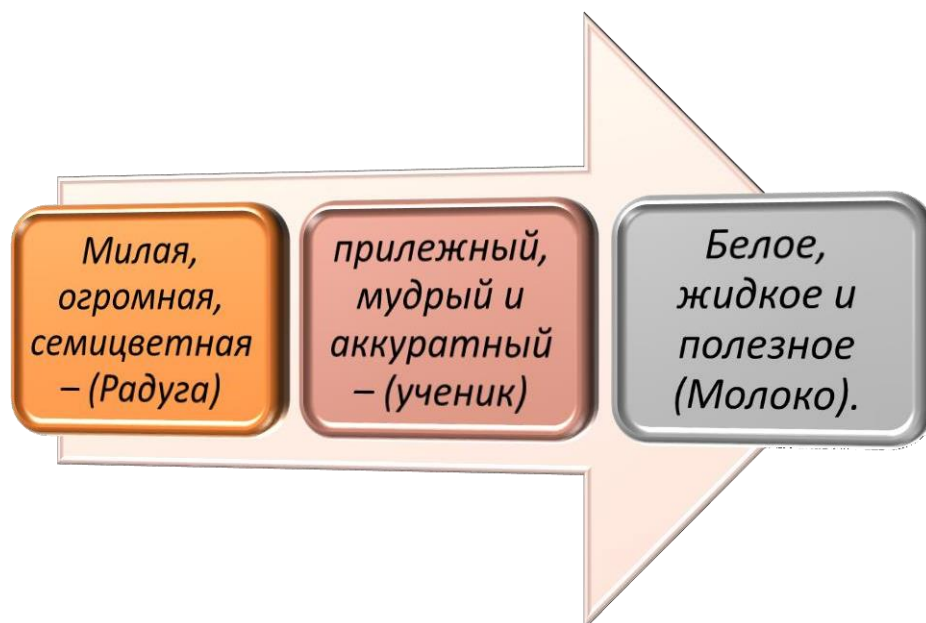 Милая,
огромная,
семицветная
– (Радуга)
прилежный,
мудрый и
аккуратный
– (ученик)
Белое,
жидкое и
полезное
(Молоко).